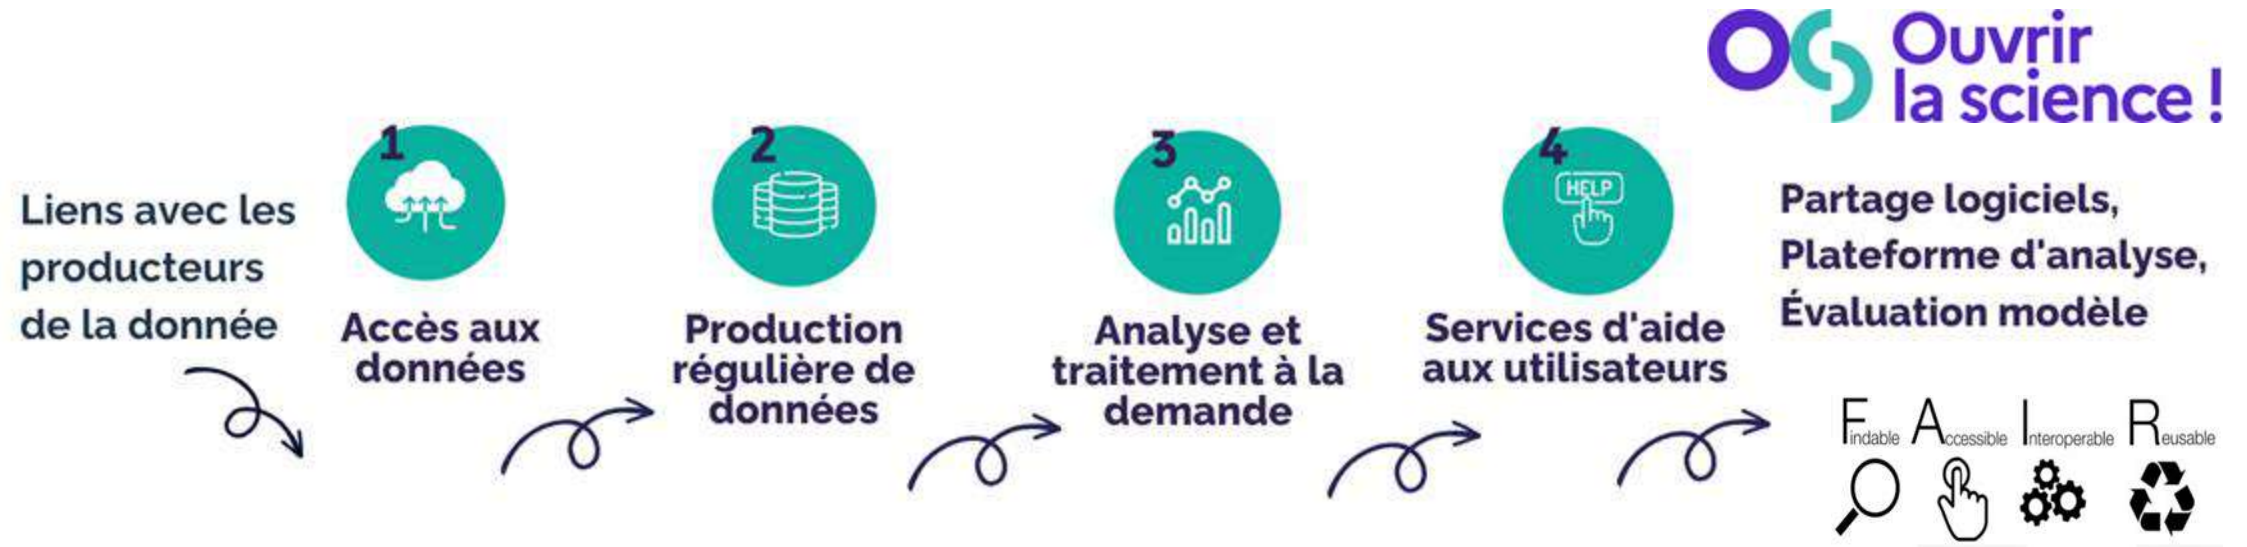 Ouvrir
la science !
Liens avec les
producteurs
de la donnée
1
Accès aux
données
2
Production
régulière de
données
3
Analyse et
traitement à la
demande
4
HELP
Services d'aide
aux utilisateurs
Partage logiciels,
Plateforme d'analyse,
Évaluation modèle
Findable Accessible Interoperable Reusable